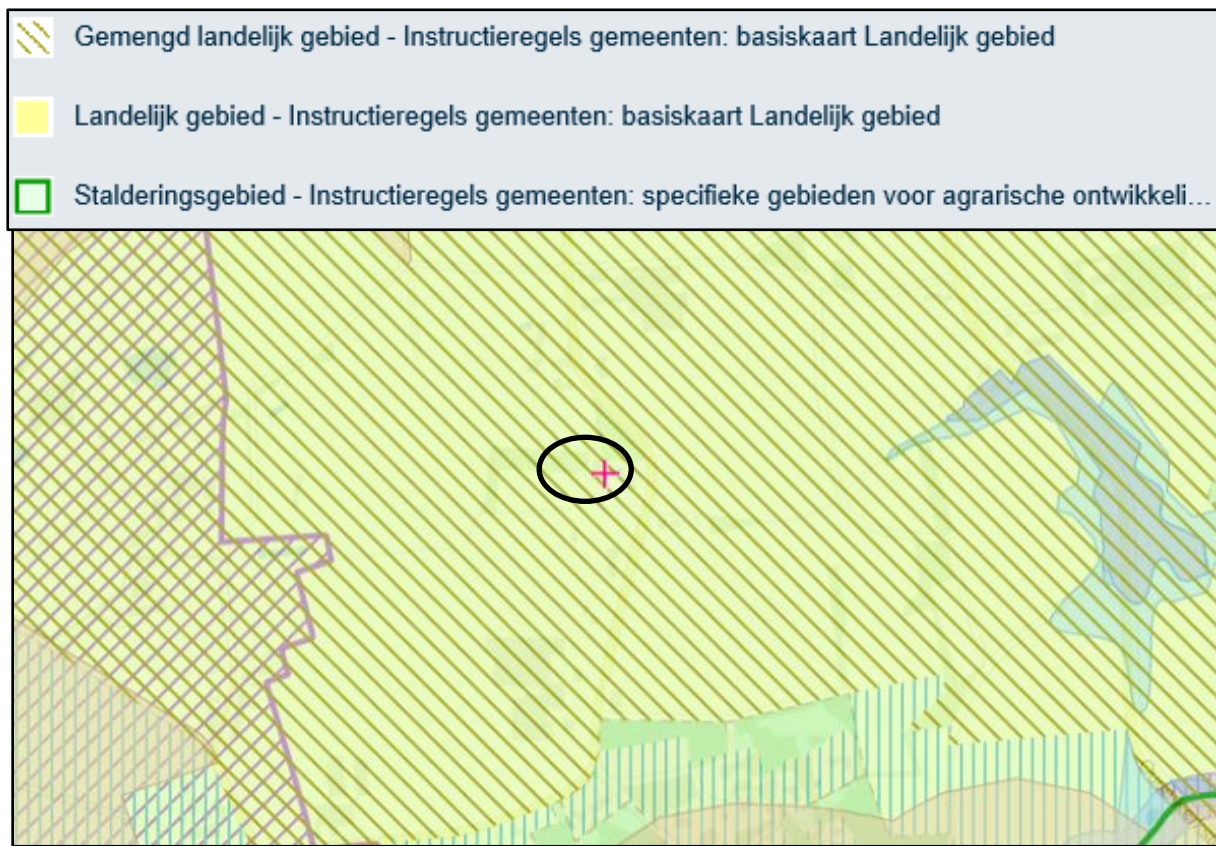 Gemengd landelijk gebied - Instructieregels gemeenten: basiskaart Landelijk gebied
Landelijk gebied - Instructieregels gemeenten: basiskaart Landelijk gebied
Stalderingsgebied - Instructieregels gemeenten: specifieke gebieden voor agrarische ontwikkeli...